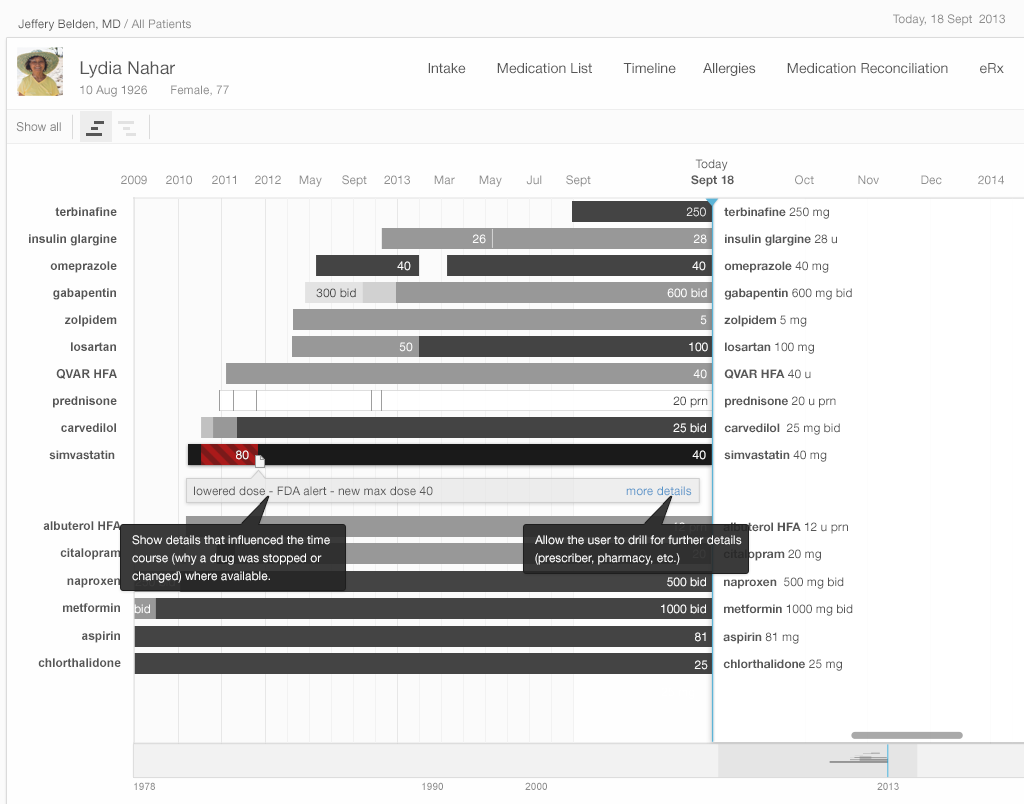 Jeffery Belden, MD / All Patients
Today, 18 Sept 2013
Lydia Nahar
10 Aug 1926 Female, 77
Intake Medication List Timeline Allergies Medication Reconciliation eRx
Show all
Today
2009 2010 2011 2012 May Sept 2013 Mar May Jul Sept Sept 18 Oct Nov Dec 2014
terbinafine 250 terbinafine 250 mg
insulin glargine 26 28 insulin glargine 28 u
omeprazole 40 40 omeprazole 40 mg
gabapentin 300 bid 600 bid gabapentin 600 mg bid
zolpidem 5 zolpidem 5 mg
losartan 50 100 losartan 100 mg
QVAR HFA 40 QVAR HFA 40 u
prednisone 20 prn prednisone 20 u prn
carvedilol 25 bid carvedilol 25 mg bid
simvastatin 80 40 simvastatin 40 mg
lowered dose - FDA alert - new max dose 40 more details
albuterol HFA albuterol HFA 12 u prn
Show details that influenced the time
course (why a drug was stopped or
changed) where available.
Allow the user to drill for further details
(prescriber, pharmacy, etc.)
citalopram 20 citalopram 20 mg
naproxen 500 bid naproxen 500 mg bid
metformin bid 1000 bid metformin 1000 mg bid
aspirin 81 aspirin 81 mg
chlorthalidone 25 chlorthalidone 25 mg
1978 1990 2000 2013